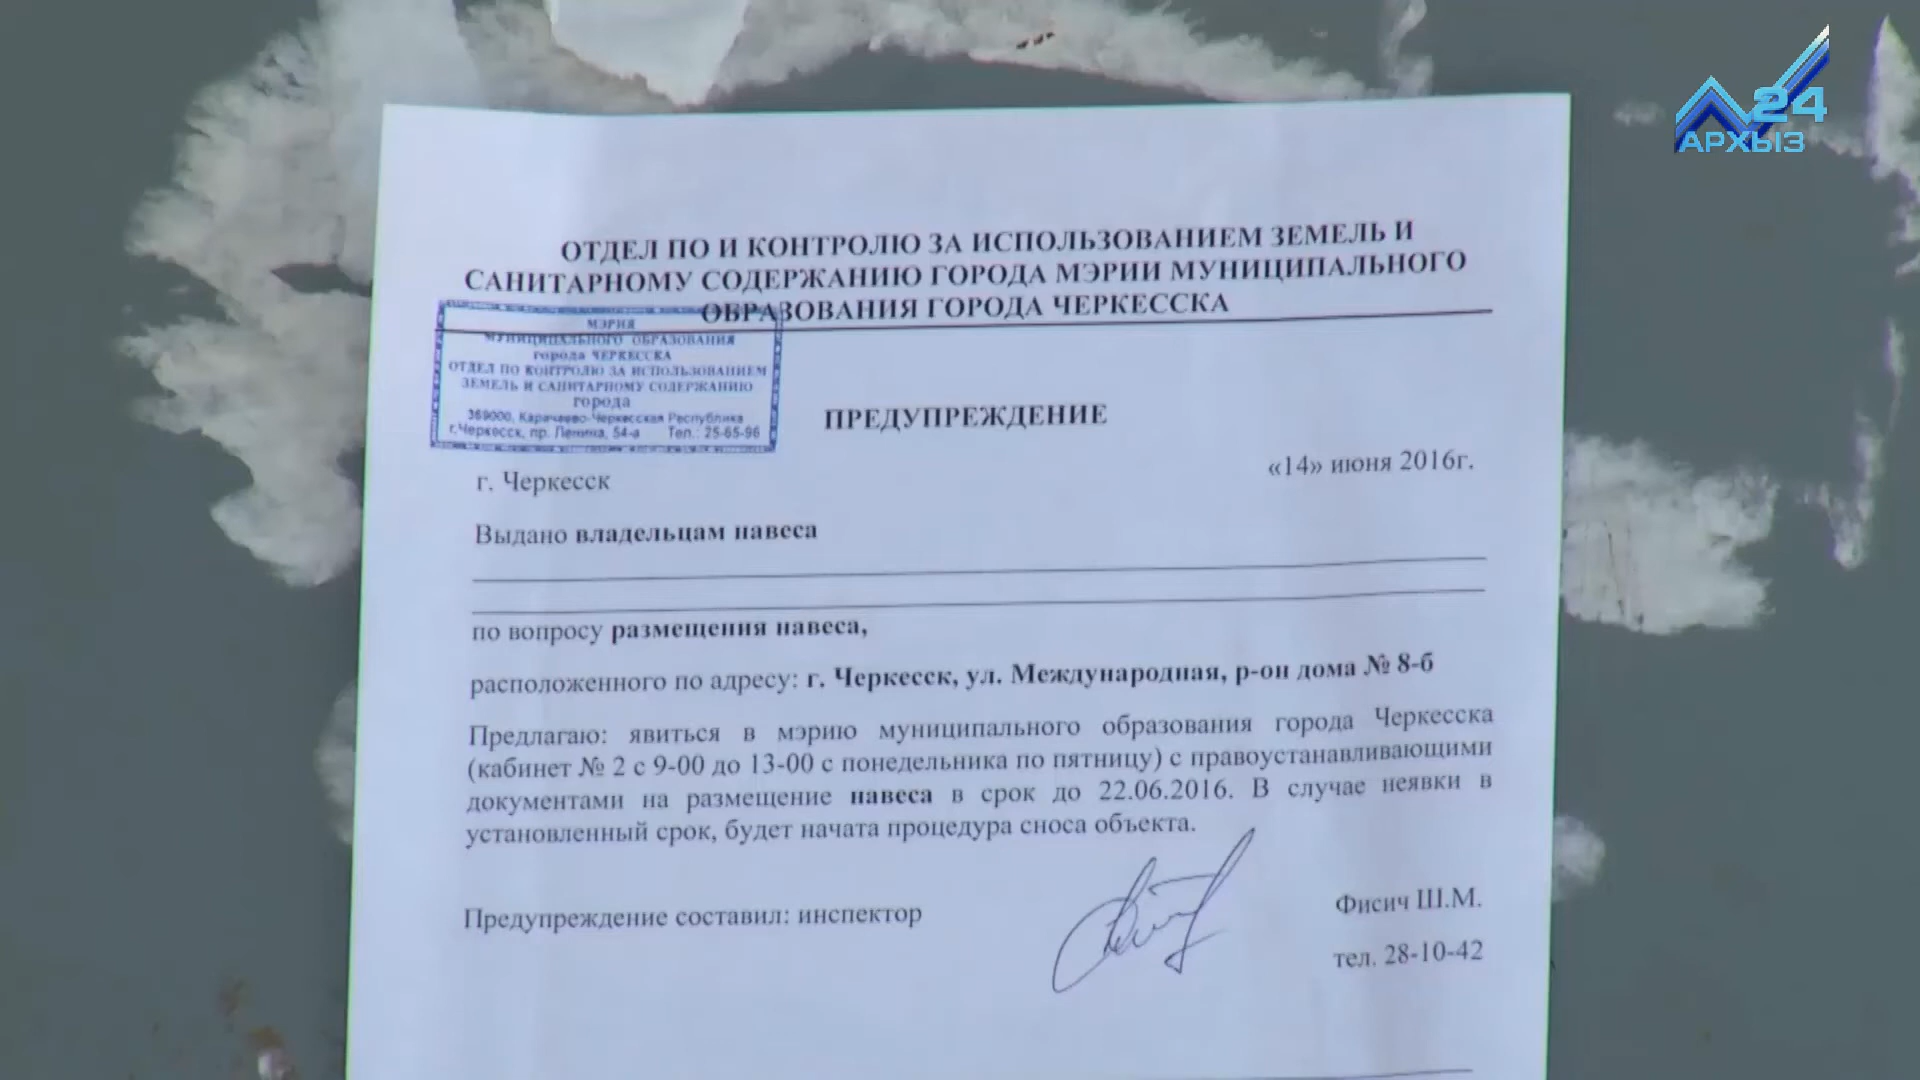 24
АРХЫЗ
ОТДЕЛ ПО И КОНТРОЛЮ ЗА ИСПОЛЬЗОВАНИЕМ ЗЕМЕЛЬ И
САНИТАРНОМУ СОДЕРЖАНИЮ ГОРОДА МЭРИИ МУНИЦИПАЛЬНОГО
ОБРАЗОВАНИЯ ГОРОДА ЧЕРКЕССКА
МЭРИЯ
МУНИЦИПАЛЬНОГО ОБРАЗОВАНИЯ
города ЧЕРКЕССКА
ОТДЕЛ ПО КОНТРОЛЮ ЗА ИСПОЛЬЗОВАНИЕМ
ЗЕМЕЛЬ И САНИТАРНОМУ СОДЕРЖАНИЮ
города
369000, Карачаево-Черкесская Республика
г.Черкесск, пр. Ленина, 54-а Тел.: 25-65-96
ПРЕДУПРЕЖДЕНИЕ
г. Черкесск «14» июня 2016г.
Выдано владельцам навеса
по вопросу размещения навеса,
расположенного по адресу: г. Черкесск, ул. Международная, р-он дома № 8-б
Предлагаю: явиться в мэрию муниципального образования города Черкесска
(кабинет № 2 с 9-00 до 13-00 с понедельника по пятницу) с правоустанавливающими
документами на размещение навеса в срок до 22.06.2016. В случае неявки в
установленный срок, будет начата процедура сноса объекта.
Предупреждение составил: инспектор Фисич Ш.М.
тел. 28-10-42